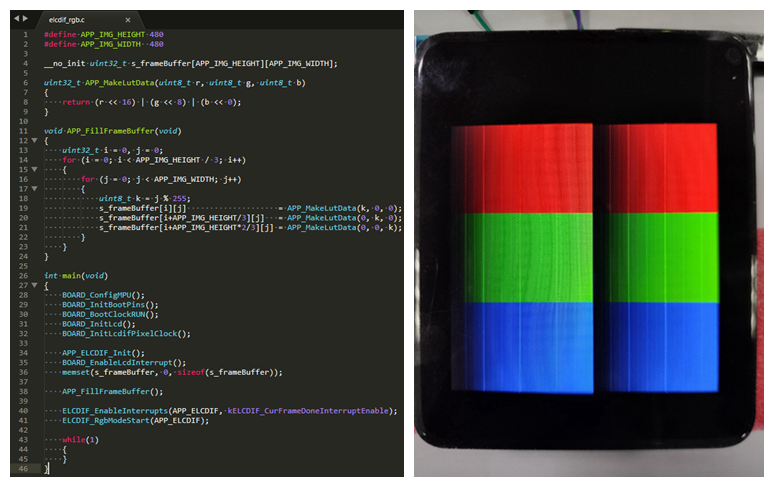 elcdif_rgb.c ×
1 #define APP_IMG_HEIGHT 480
2 #define APP_IMG_WIDTH  480
3
4 __no_init uint32_t s_frameBuffer[APP_IMG_HEIGHT][APP_IMG_WIDTH];
5
6 uint32_t APP_MakeLutData(uint8_t r, uint8_t g, uint8_t b)
7 {
8     return (r << 16) | (g << 8) | (b << 0);
9 }
10
11 void APP_FillFrameBuffer(void)
12 {
13     uint32_t i = 0, j = 0;
14     for (i = 0; i < APP_IMG_HEIGHT / 3; i++)
15     {
16         for (j = 0; j < APP_IMG_WIDTH; j++)
17         {
18             uint8_t k = j % 255;
19             s_frameBuffer[i][j]                    = APP_MakeLutData(k, 0, 0);
20             s_frameBuffer[i+APP_IMG_HEIGHT/3][j]   = APP_MakeLutData(0, k, 0);
21             s_frameBuffer[i+APP_IMG_HEIGHT*2/3][j] = APP_MakeLutData(0, 0, k);
22         }
23     }
24 }
25
26 int main(void)
27 {
28     BOARD_ConfigMPU();
29     BOARD_InitBootPins();
30     BOARD_BootClockRUN();
31     BOARD_InitLcd();
32     BOARD_InitLcdifPixelClock();
33
34     APP_ELCDIF_Init();
35     BOARD_EnableLcdInterrupt();
36     memset(s_frameBuffer, 0, sizeof(s_frameBuffer));
37
38     APP_FillFrameBuffer();
39
40     ELCDIF_EnableInterrupts(APP_ELCDIF, kELCDIF_CurFrameDoneInterruptEnable);
41     ELCDIF_RgbModeStart(APP_ELCDIF);
42
43     while(1)
44     {
45     }
46 }